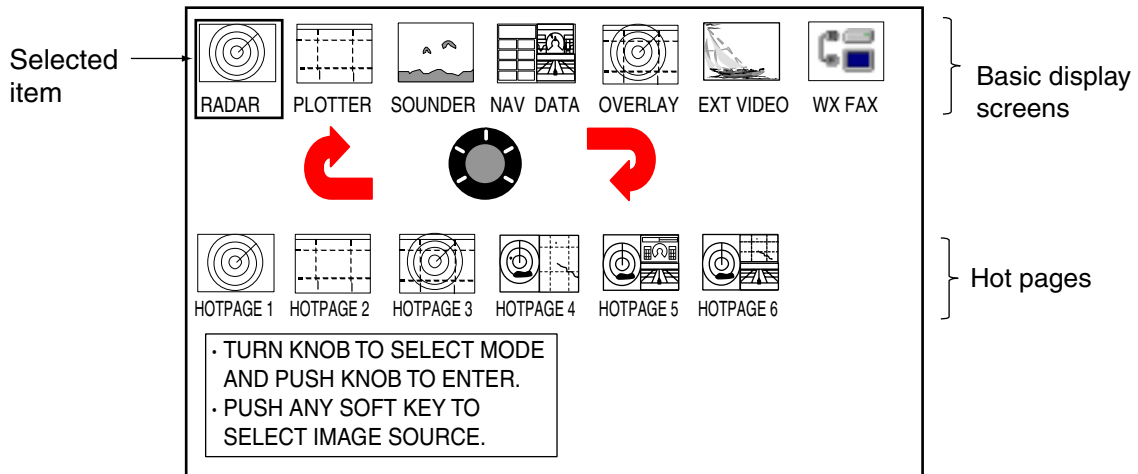 Selected
item
RADAR PLOTTER SOUNDER NAV DATA OVERLAY EXT VIDEO WX FAX
Basic display
screens
HOTPAGE 1 HOTPAGE 2 HOTPAGE 3 HOTPAGE 4 HOTPAGE 5 HOTPAGE 6
Hot pages
· TURN KNOB TO SELECT MODE
AND PUSH KNOB TO ENTER.
· PUSH ANY SOFT KEY TO
SELECT IMAGE SOURCE.